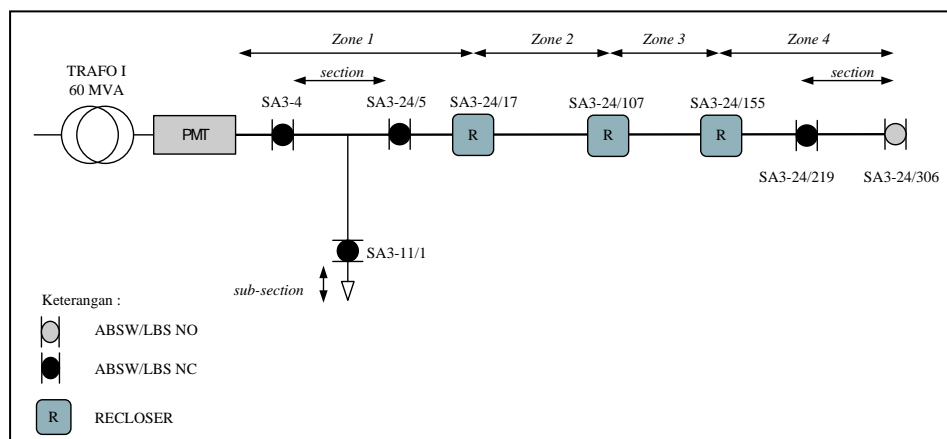 Zone 1
Zone 2
Zone 3
Zone 4
TRAFO I
60 MVA
section
section
SA3-4
SA3-24/5
SA3-24/17
SA3-24/107
SA3-24/155
PMT
R
R
R
SA3-24/219
SA3-24/306
SA3-11/1
sub-section
Keterangan :
ABSW/LBS NO
ABSW/LBS NC
R
RECLOSER